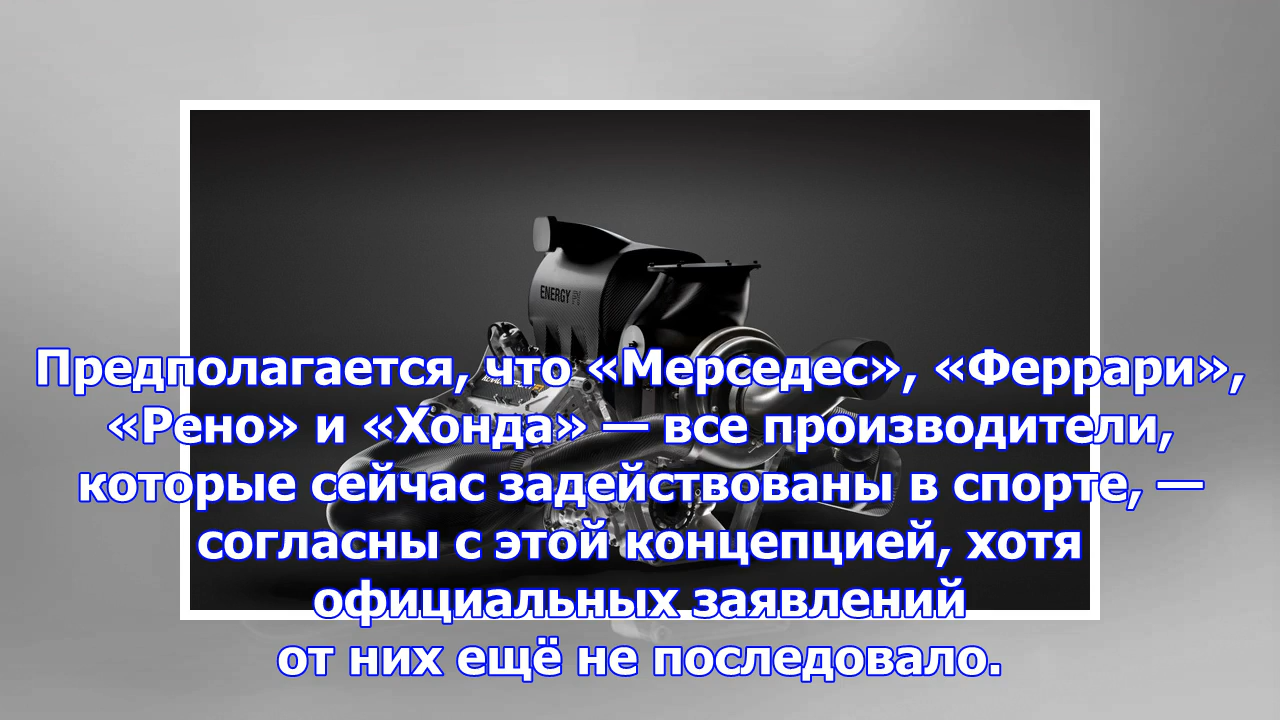 ENERGY
Предполагается, что «Мерседес», «Феррари»,
«Рено» и «Хонда» — все производители,
которые сейчас задействованы в спорте, —
согласны с этой концепцией, хотя
официальных заявлений
от них ещё не последовало.